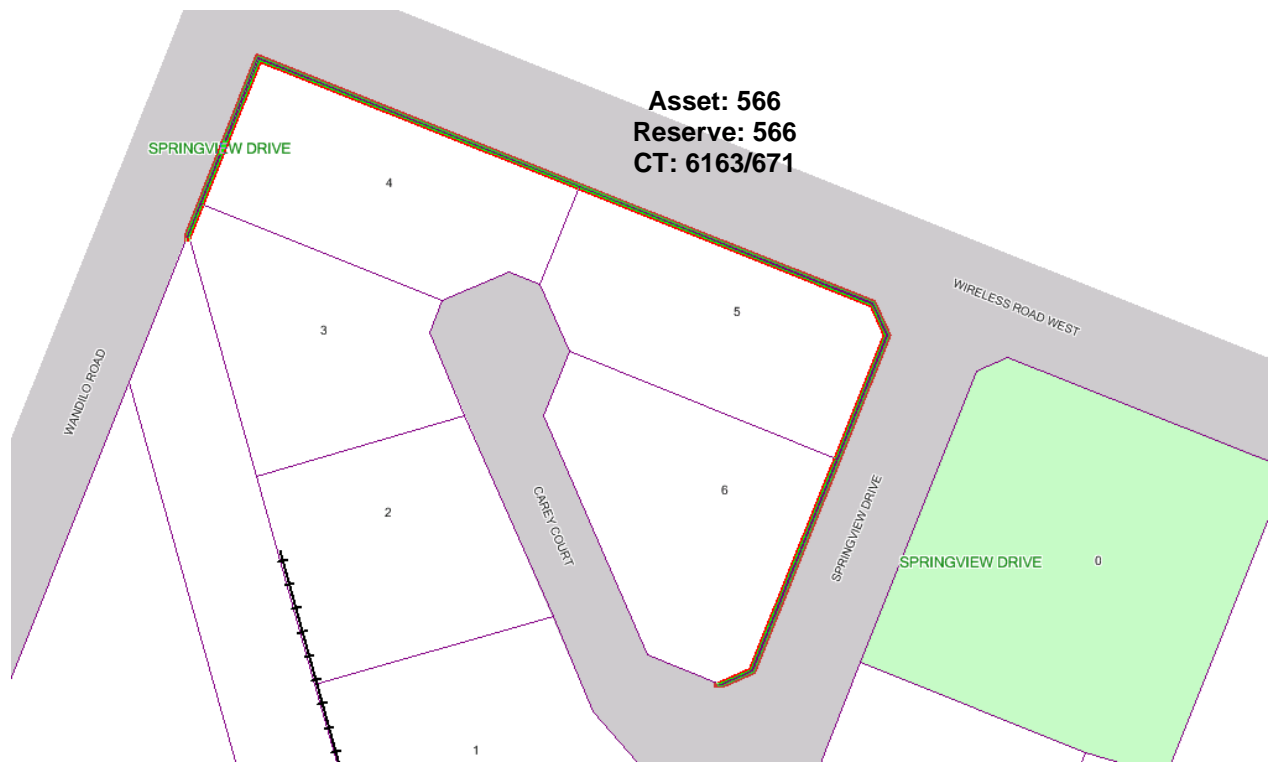 Asset: 566
Reserve: 566
CT: 6163/671
SPRINGVIEW DRIVE
4
WIRELESS ROAD WEST
5
3
WANDILO ROAD
6
2
CAREY COURT
SPRINGVIEW DRIVE
SPRINGVIEW DRIVE
0
1